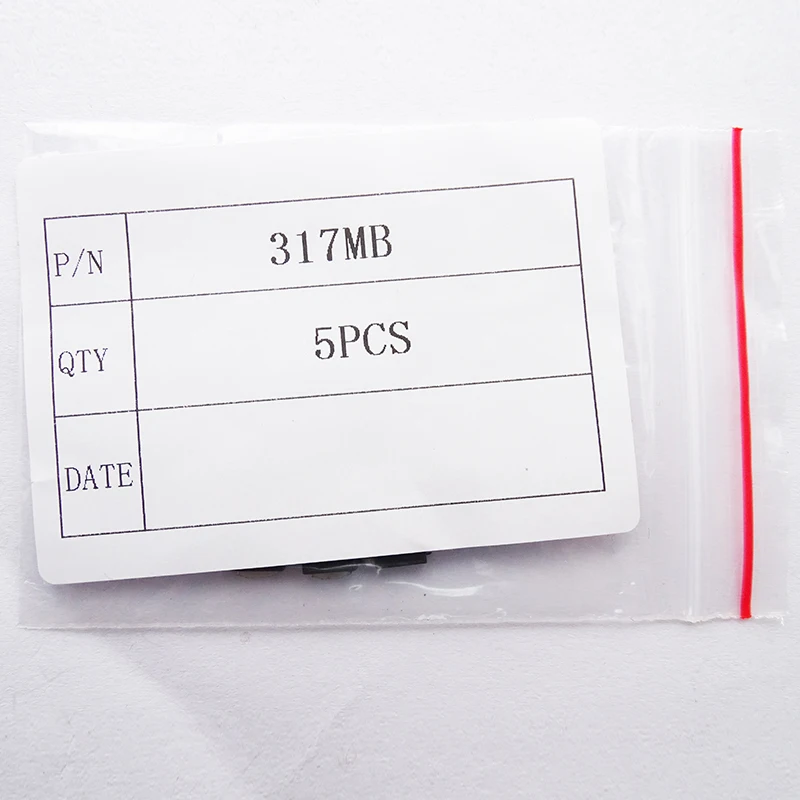 P/N 317MB
QTY 5PCS
DATE